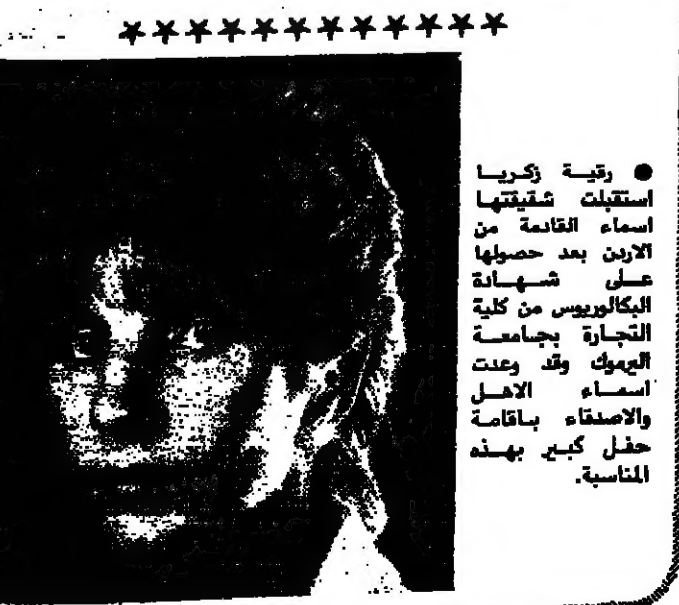 ● رقية زكريا
استقبلت شقيقتها
اسماء القادمة من
الاردن بعد حصولها
على شهادة
البكالوريوس من كلية
التجارة بجامعة
اليرموك وقد وعدت
اسماء الاهل
والاصدقاء باقامة
حفل كبير بهذه
المناسبة.